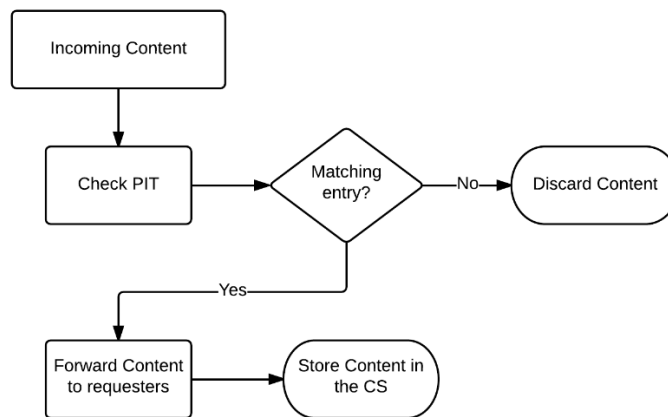 Incoming Content
Check PIT
Matching
entry?
No
Discard Content
Yes
Forward Content
to requesters
Store Content in
the CS